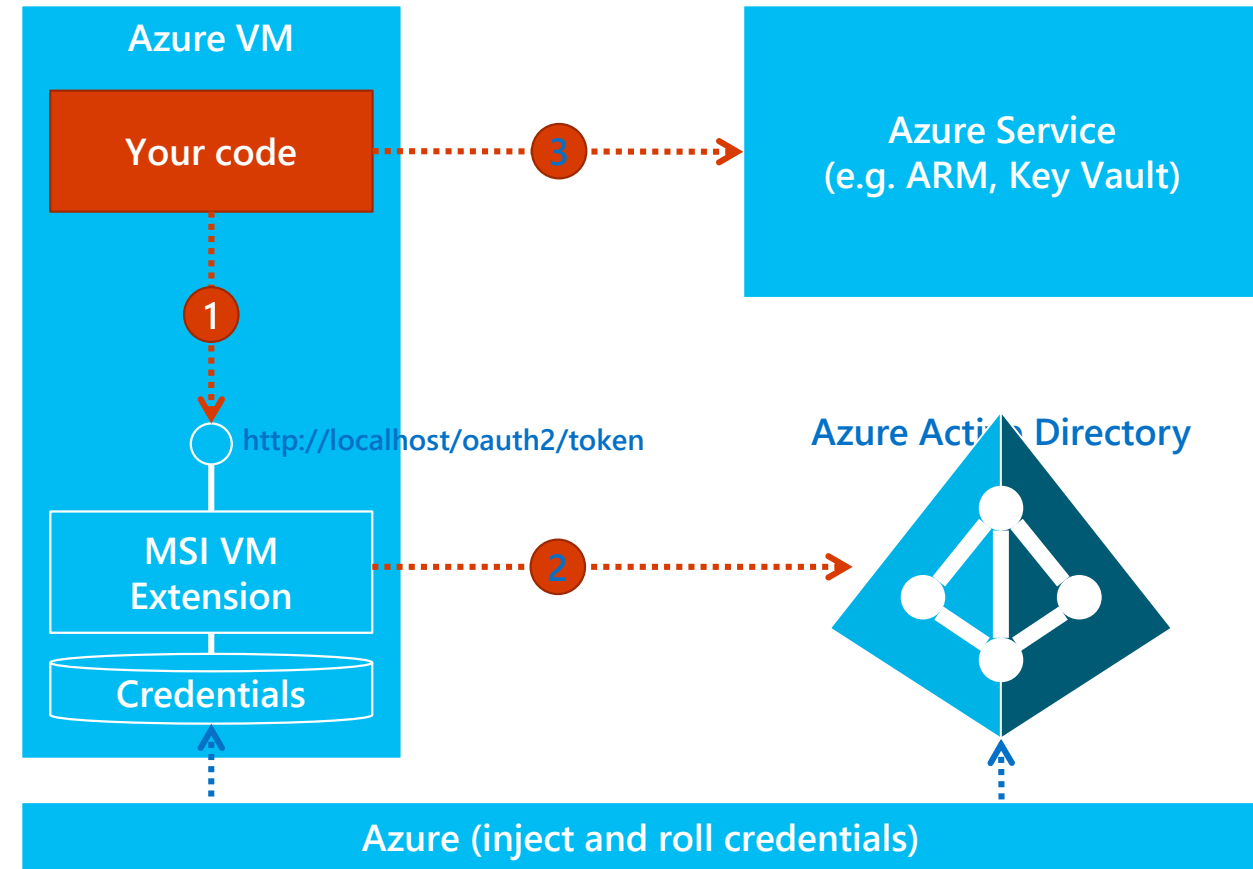 Azure VM
Your code
3
Azure Service
(e.g. ARM, Key Vault)
1
http://localhost/oauth2/token
Azure Active Directory
MSI VM
Extension
2
Credentials
Azure (inject and roll credentials)